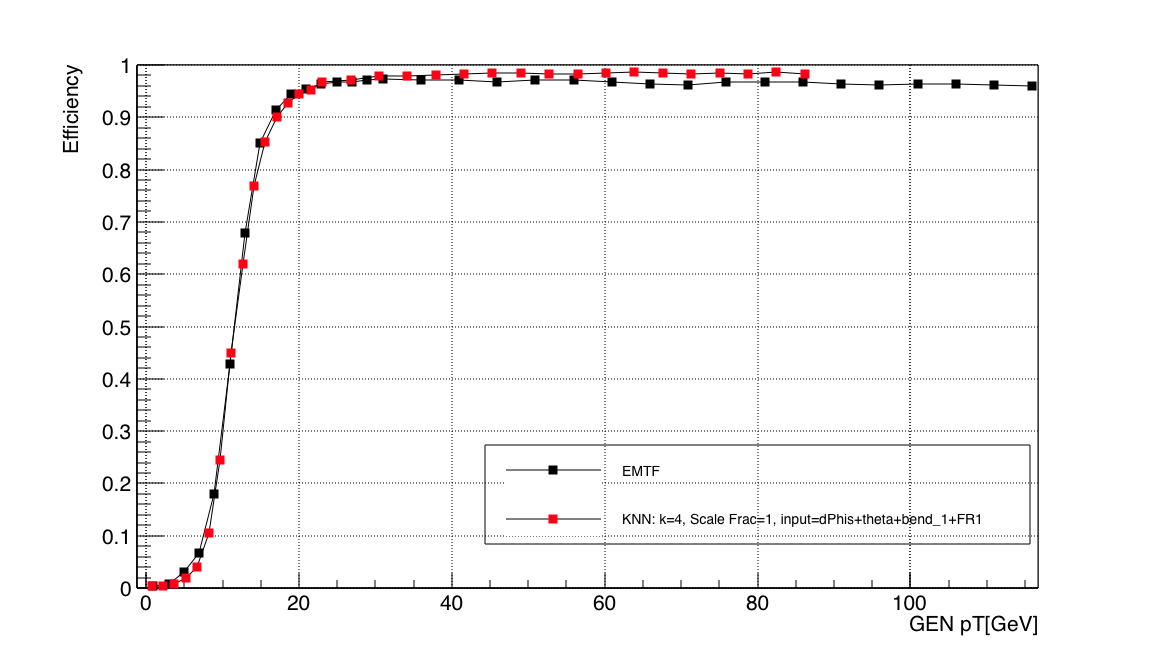 Efficiency
1
0.9
0.8
0.7
0.6
0.5
0.4
0.3
0.2
0.1
0
EMTF
KNN: k=4, Scale Frac=1, input=dPhis+theta+bend_1+FR1
0 20 40 60 80 100
GEN pT[GeV]